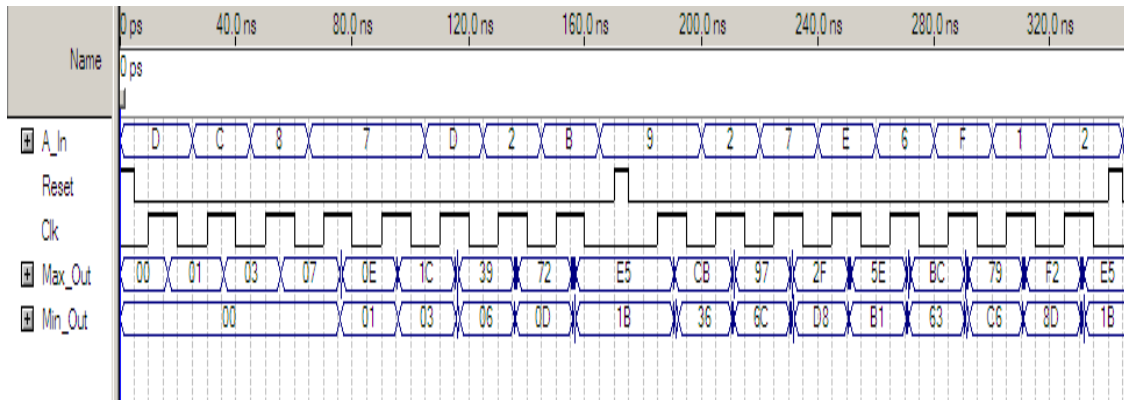 0 ps 40.0 ns 80.0 ns 120.0 ns 160.0 ns 200.0 ns 240.0 ns 280.0 ns 320.0 ns
Name 0 ps
A_In D C 8 7 D 2 B 9 2 7 E 6 F 1 2
Reset
Clk
Max_Out 00 01 03 07 0E 1C 39 72 E5 CB 97 2F 5E BC 79 F2 E5
Min_Out 00 01 03 06 0D 1B 36 6C D8 B1 63 C6 8D 1B